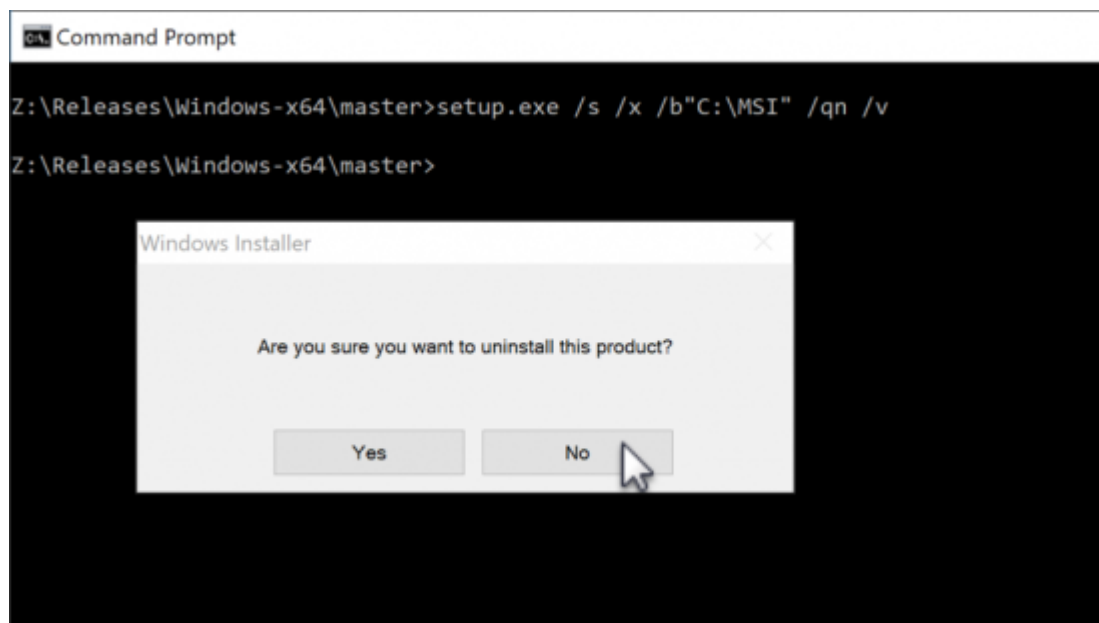 Command Prompt
Z:\Releases\Windows-x64\master>setup.exe /s /x /b"C:\MSI" /qn /v
Z:\Releases\Windows-x64\master>
Windows Installer
Are you sure you want to uninstall this product?
Yes No